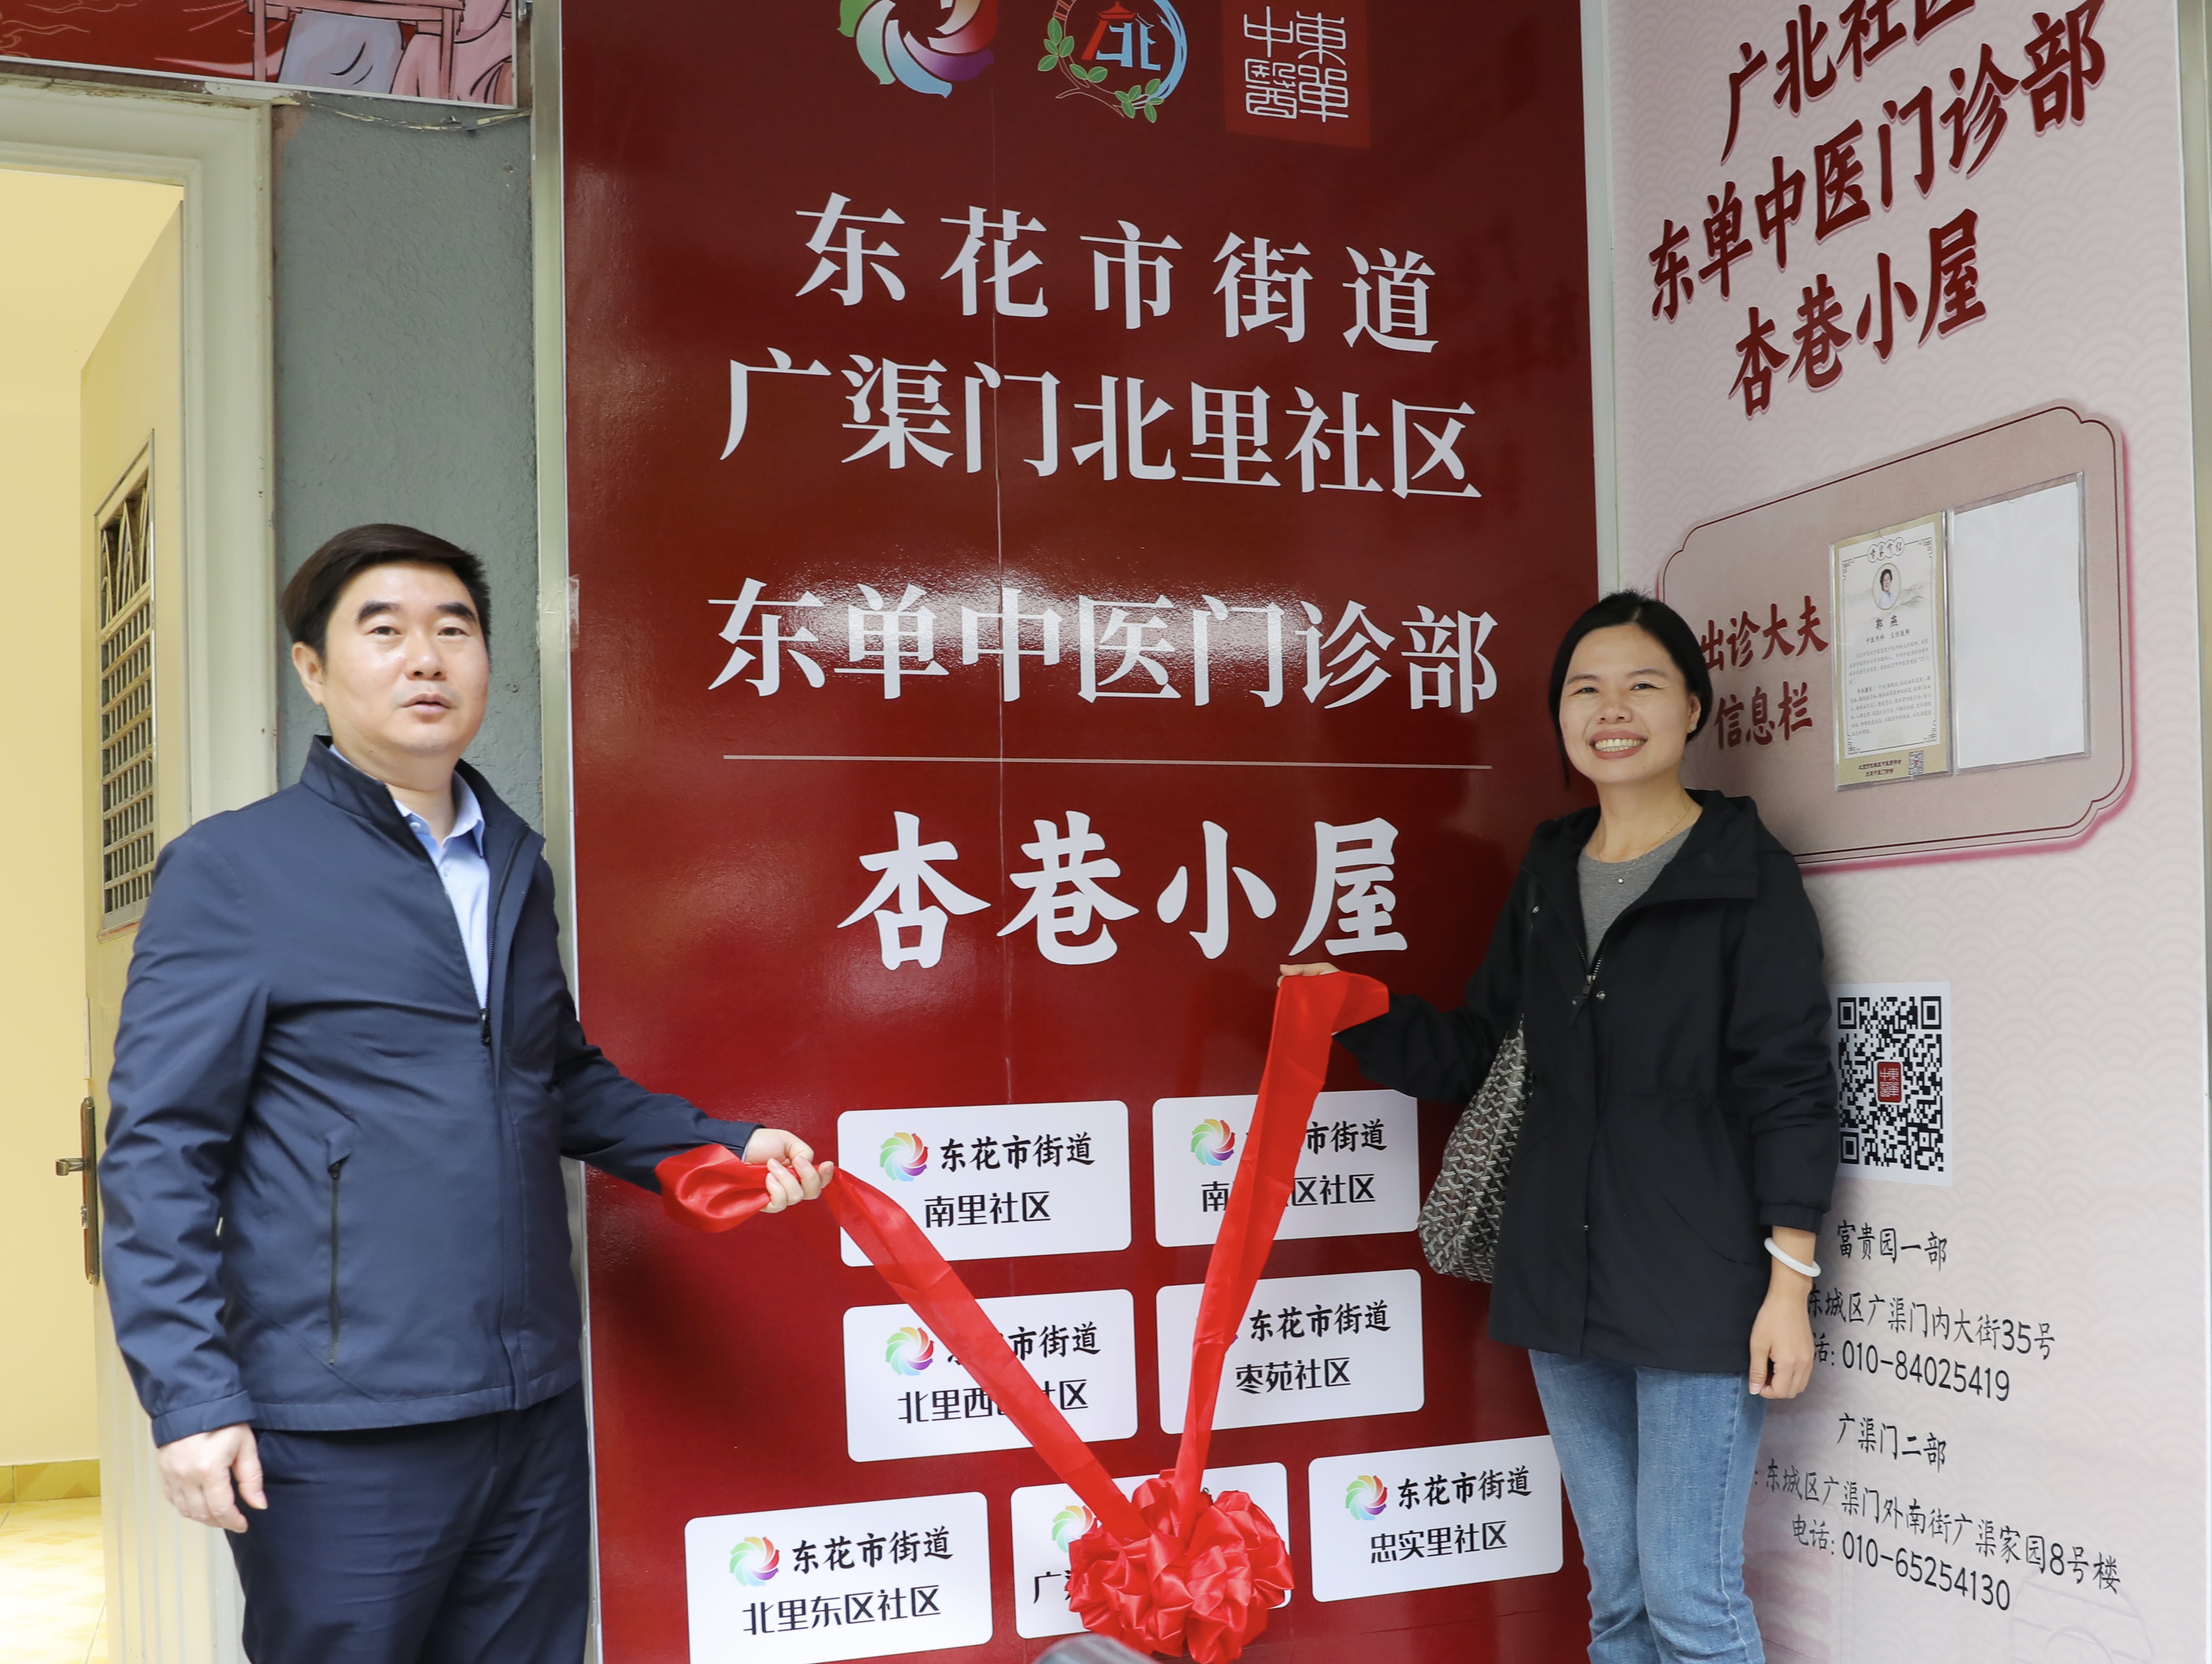 東單
中醫
东花市街道
广渠门北里社区
东单中医门诊部
杏巷小屋
东花市街道
南里社区
市街道
东花市街道
北里西
东花市街道
枣苑社区
东花市街道
北里东区社区
东花市街道
忠实里社区
广北社区
东单中医门诊部
杏巷小屋
出诊大夫
信息栏
富贵园一部
东城区广渠门内大街35号
话: 010-84025419
广渠门二部
: 东城区广渠门外南街广渠家园8号楼
电话: 010-65254130